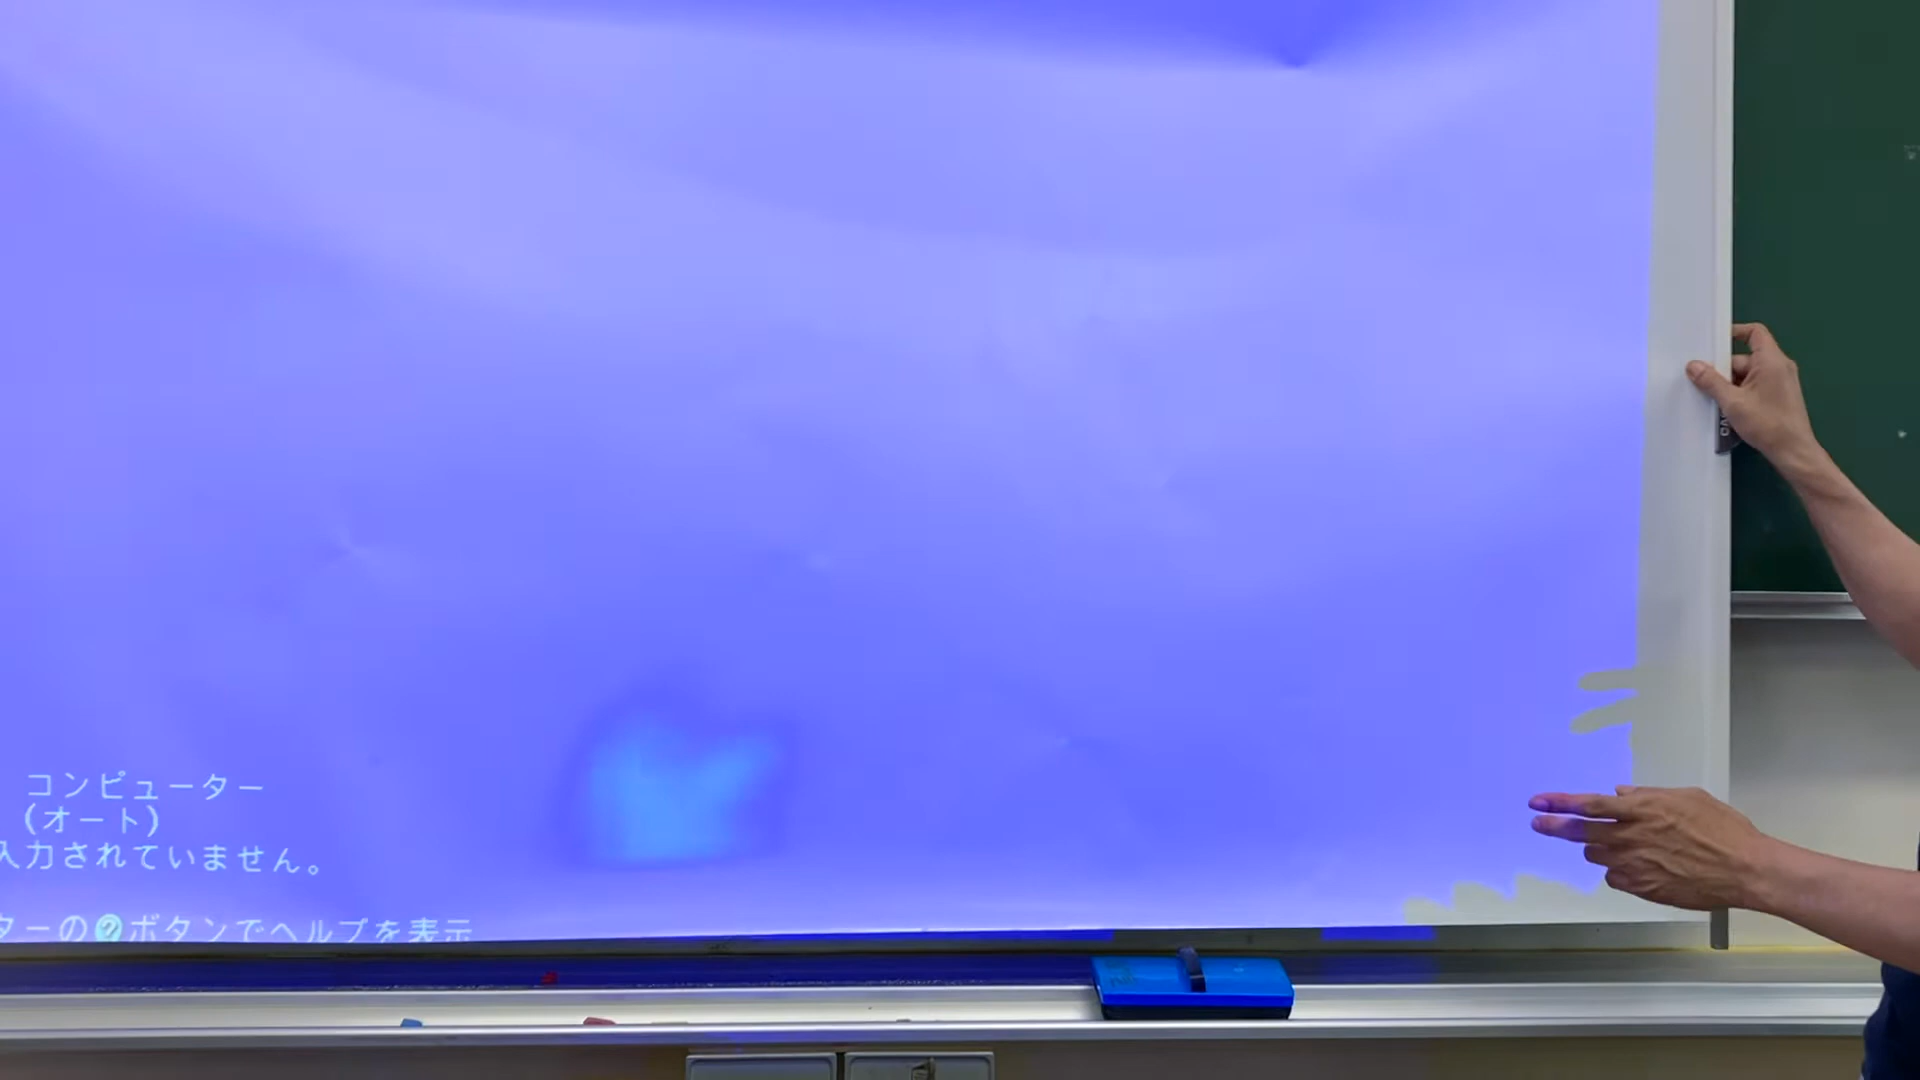 コンピューター
(オート)
入力されていません。
ターの?ボタンでヘルプを表示